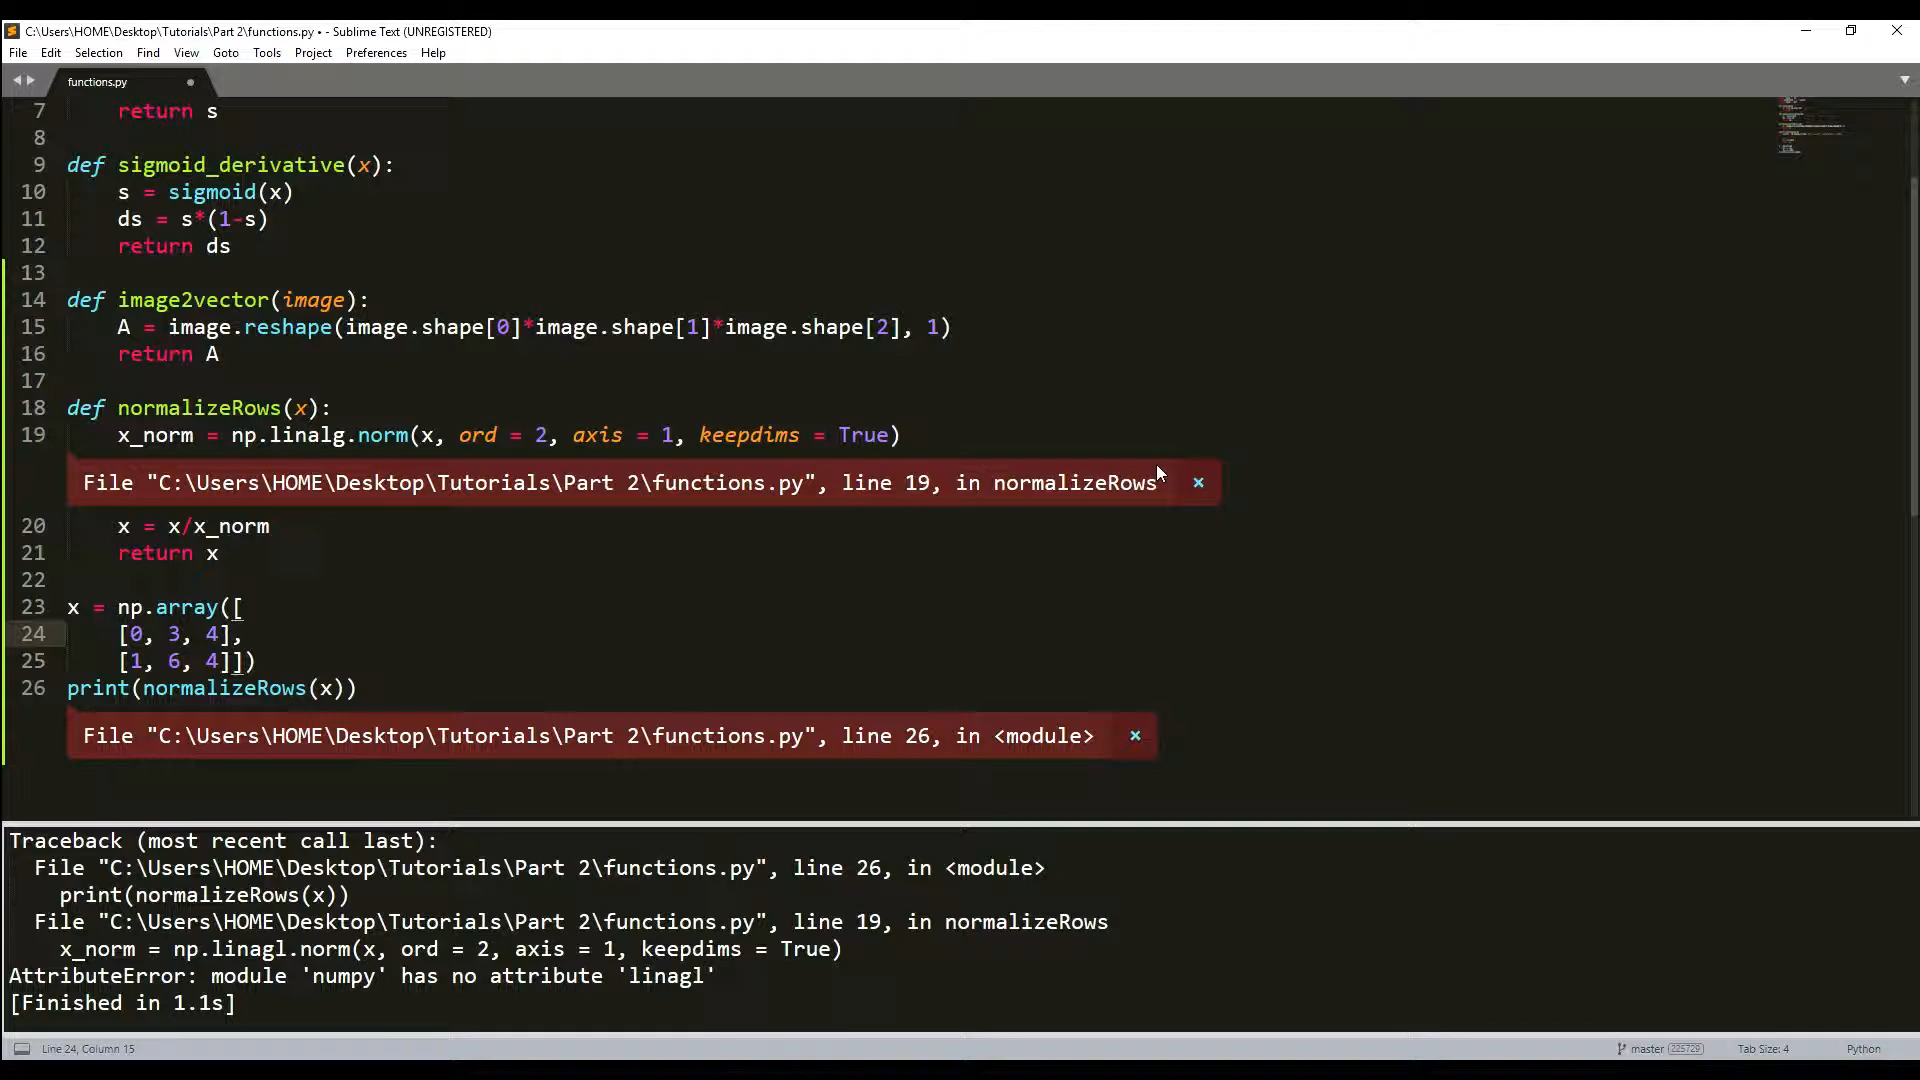 C:\Users\HOME\Desktop\Tutorials\Part 2\functions.py • - Sublime Text (UNREGISTERED)
File Edit Selection Find View Goto Tools Project Preferences Help
functions.py
7 return s
8
9 def sigmoid_derivative(x):
10 s = sigmoid(x)
11 ds = s*(1-s)
12 return ds
13
14 def image2vector(image):
15 A = image.reshape(image.shape[0]*image.shape[1]*image.shape[2], 1)
16 return A
17
18 def normalizeRows(x):
19 x_norm = np.linalg.norm(x, ord = 2, axis = 1, keepdims = True)
File "C:\Users\HOME\Desktop\Tutorials\Part 2\functions.py", line 19, in normalizeRows ×
20 x = x/x_norm
21 return x
22
23 x = np.array([
24 [0, 3, 4],
25 [1, 6, 4]])
26 print(normalizeRows(x))
File "C:\Users\HOME\Desktop\Tutorials\Part 2\functions.py", line 26, in <module> ×
Traceback (most recent call last):
File "C:\Users\HOME\Desktop\Tutorials\Part 2\functions.py", line 26, in <module>
print(normalizeRows(x))
File "C:\Users\HOME\Desktop\Tutorials\Part 2\functions.py", line 19, in normalizeRows
x_norm = np.linagl.norm(x, ord = 2, axis = 1, keepdims = True)
AttributeError: module 'numpy' has no attribute 'linagl'
[Finished in 1.1s]
Line 24, Column 15 master 225729 Tab Size: 4 Python